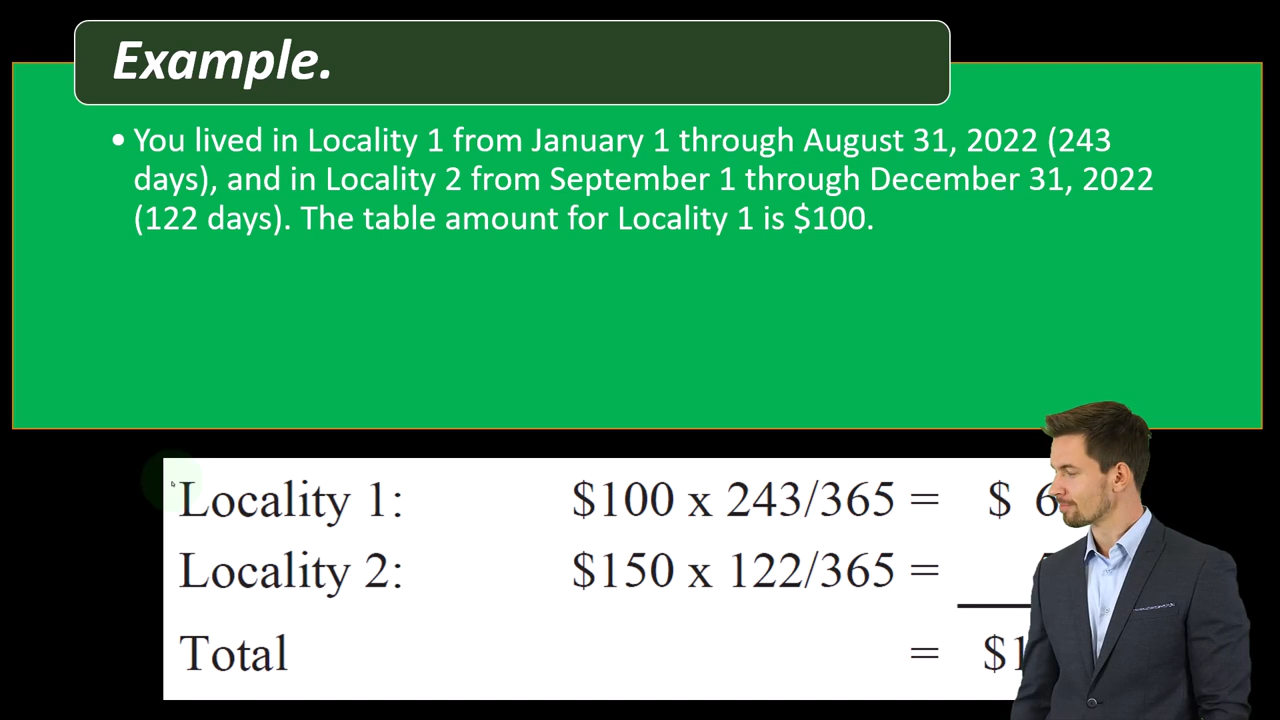 Example.
• You lived in Locality 1 from January 1 through August 31, 2022 (243
days), and in Locality 2 from September 1 through December 31, 2022
(122 days). The table amount for Locality 1 is $100.
Locality 1: $100 x 243/365 = $ 6
Locality 2: $150 x 122/365 =
Total = $1